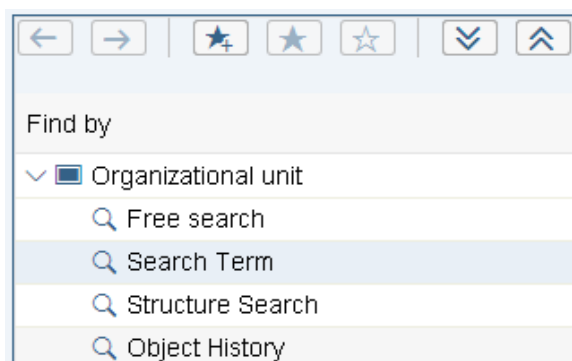 Find by
Organizational unit
Free search
Search Term
Structure Search
Object History